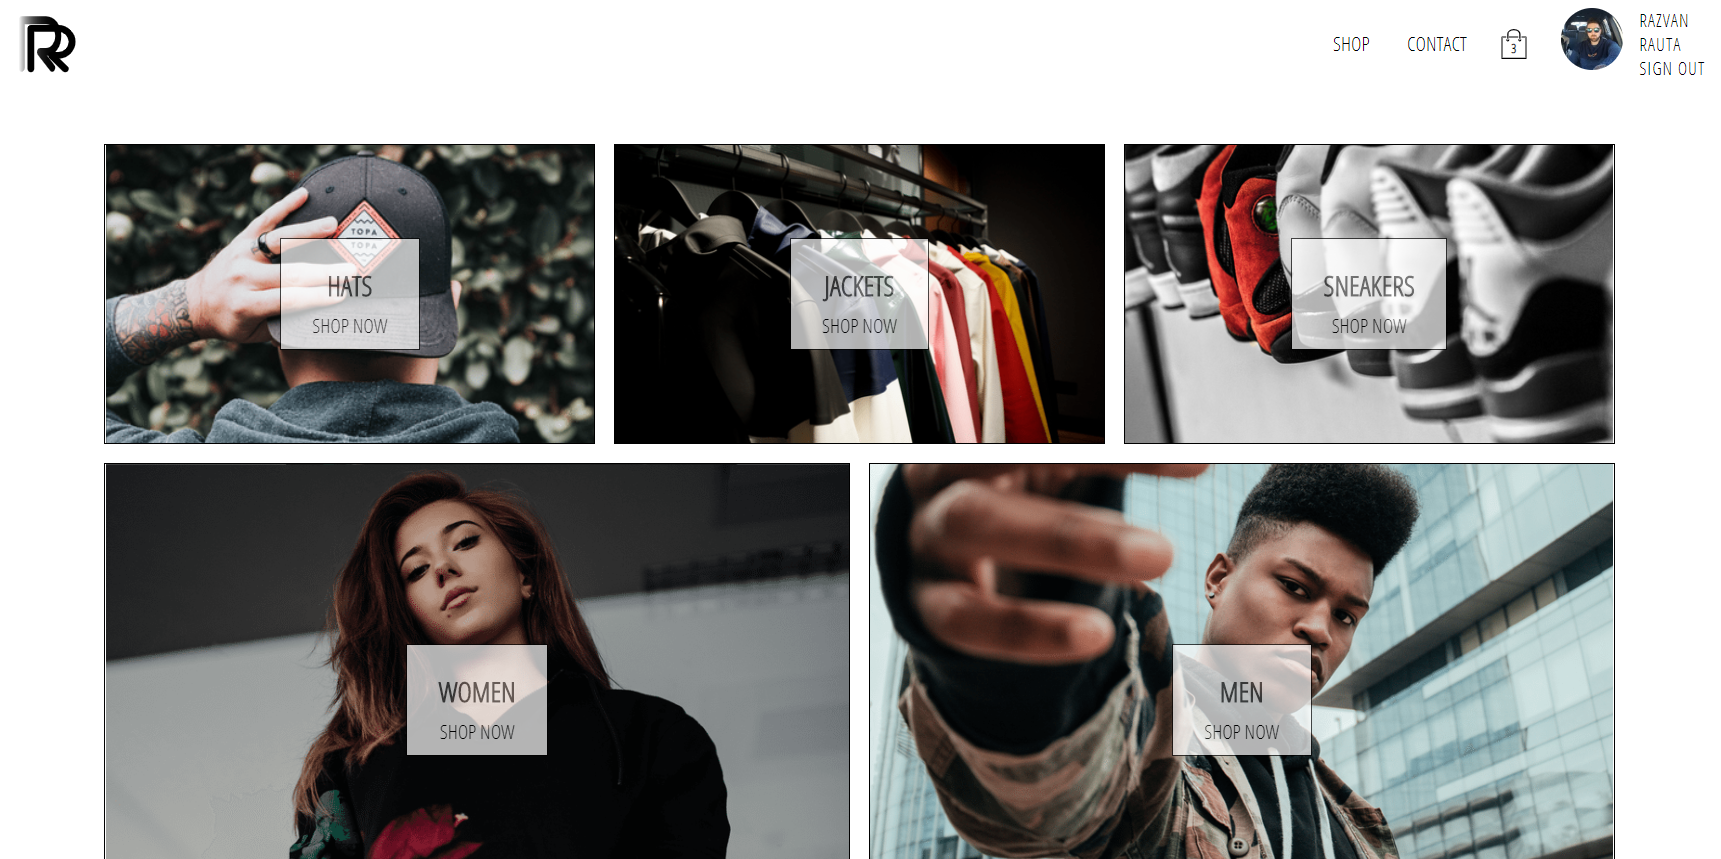 SHOP
CONTACT
3
RAZVAN
RAUTA
SIGN OUT
TOPA
TOPA
HATS
SHOP NOW
JACKETS
SHOP NOW
SNEAKERS
SHOP NOW
WOMEN
SHOP NOW
MEN
SHOP NOW